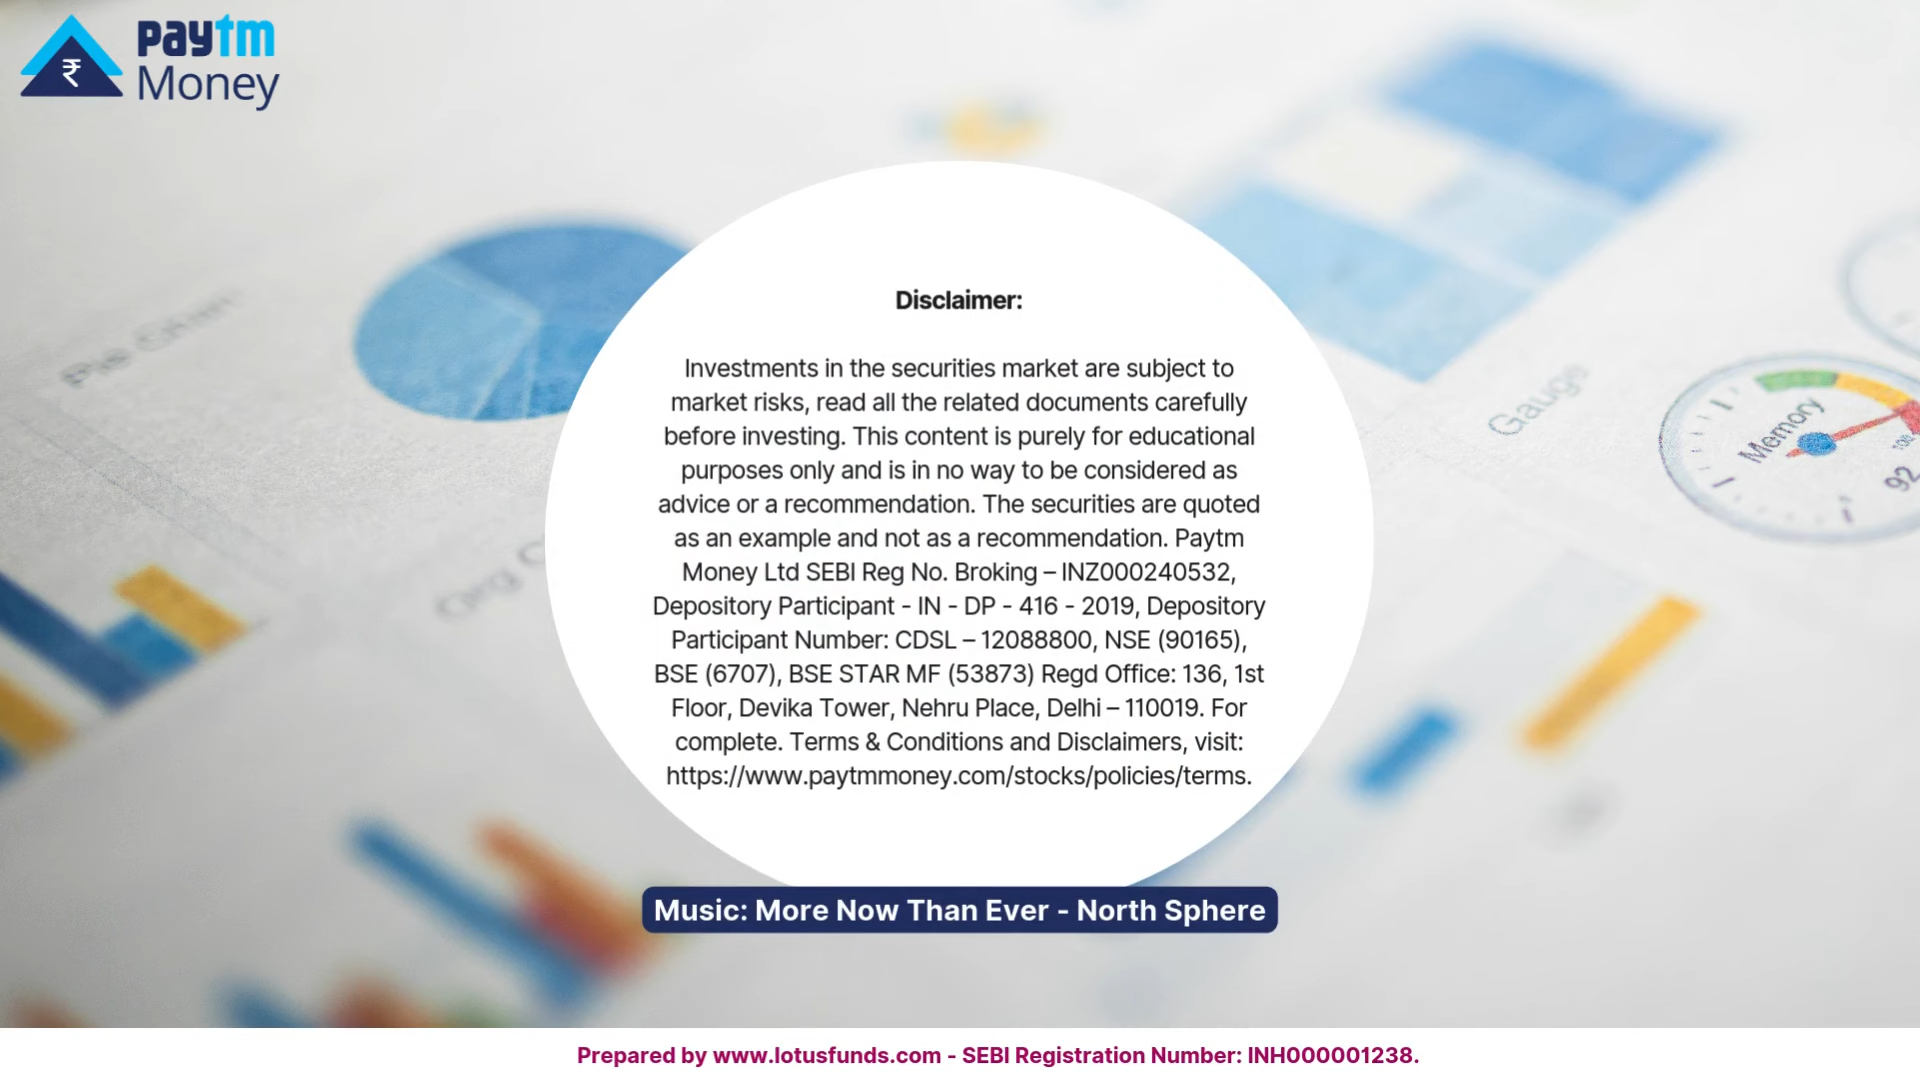 paytm
Money
₹
Pie Chart
Gauge
Memory
100
92
Disclaimer:
Investments in the securities market are subject to
market risks, read all the related documents carefully
before investing. This content is purely for educational
purposes only and is in no way to be considered as
advice or a recommendation. The securities are quoted
as an example and not as a recommendation. Paytm
Money Ltd SEBI Reg No. Broking – INZ000240532,
Depository Participant - IN - DP - 416 - 2019, Depository
Participant Number: CDSL – 12088800, NSE (90165),
BSE (6707), BSE STAR MF (53873) Regd Office: 136, 1st
Floor, Devika Tower, Nehru Place, Delhi – 110019. For
complete. Terms & Conditions and Disclaimers, visit:
https://www.paytmmoney.com/stocks/policies/terms.
Music: More Now Than Ever - North Sphere
Prepared by www.lotusfunds.com - SEBI Registration Number: INH000001238.